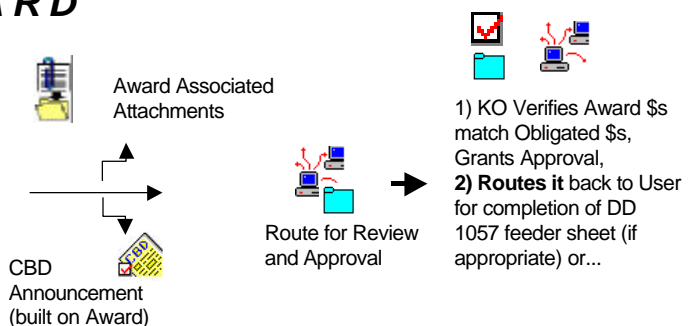 A R D
Award Associated
Attachments
1) KO Verifies Award $s
match Obligated $s,
Grants Approval,
2) Routes it back to User
for completion of DD
1057 feeder sheet (if
appropriate) or...
Route for Review
and Approval
CBD
CBD
Announcement
(built on Award)